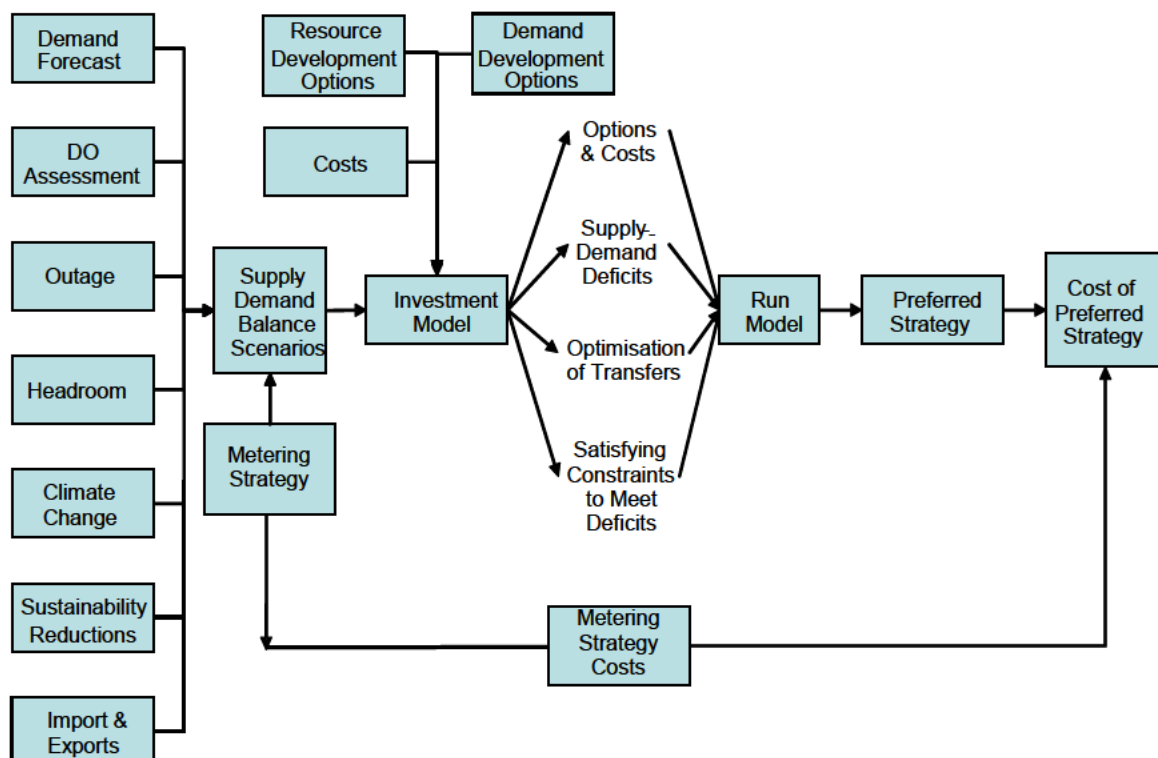 Demand
Forecast
DO
Assessment
Outage
Headroom
Climate
Change
Sustainability
Reductions
Import &
Exports
Resource
Development
Options
Demand
Development
Options
Costs
Supply
Demand
Balance
Scenarios
Metering
Strategy
Investment
Model
Options
& Costs
Supply-
Demand
Deficits
Optimisation
of Transfers
Satisfying
Constraints
to Meet
Deficits
Run
Model
Preferred
Strategy
Cost of
Preferred
Strategy
Metering
Strategy
Costs